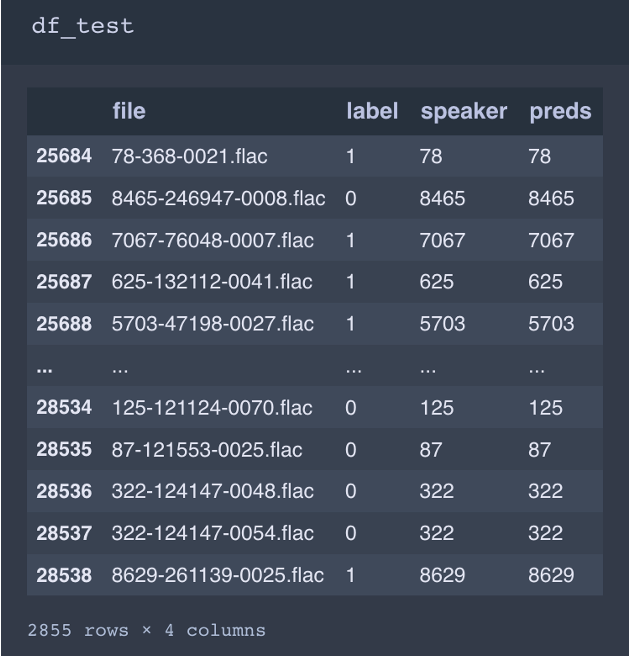 df_test
file label speaker preds
25684 78-368-0021.flac 1 78 78
25685 8465-246947-0008.flac 0 8465 8465
25686 7067-76048-0007.flac 1 7067 7067
25687 625-132112-0041.flac 1 625 625
25688 5703-47198-0027.flac 1 5703 5703
... ... ... ... ...
28534 125-121124-0070.flac 0 125 125
28535 87-121553-0025.flac 0 87 87
28536 322-124147-0048.flac 0 322 322
28537 322-124147-0054.flac 0 322 322
28538 8629-261139-0025.flac 1 8629 8629
2855 rows × 4 columns